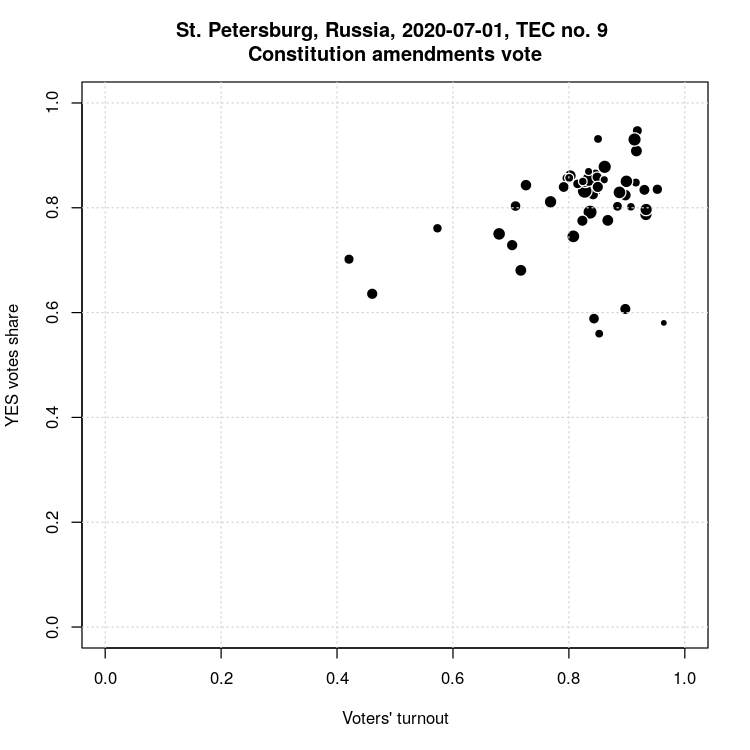 St. Petersburg, Russia, 2020-07-01, TEC no. 9
Constitution amendments vote
YES votes share
1.0
0.8
0.6
0.4
0.2
0.0
0.0 0.2 0.4 0.6 0.8 1.0
Voters' turnout